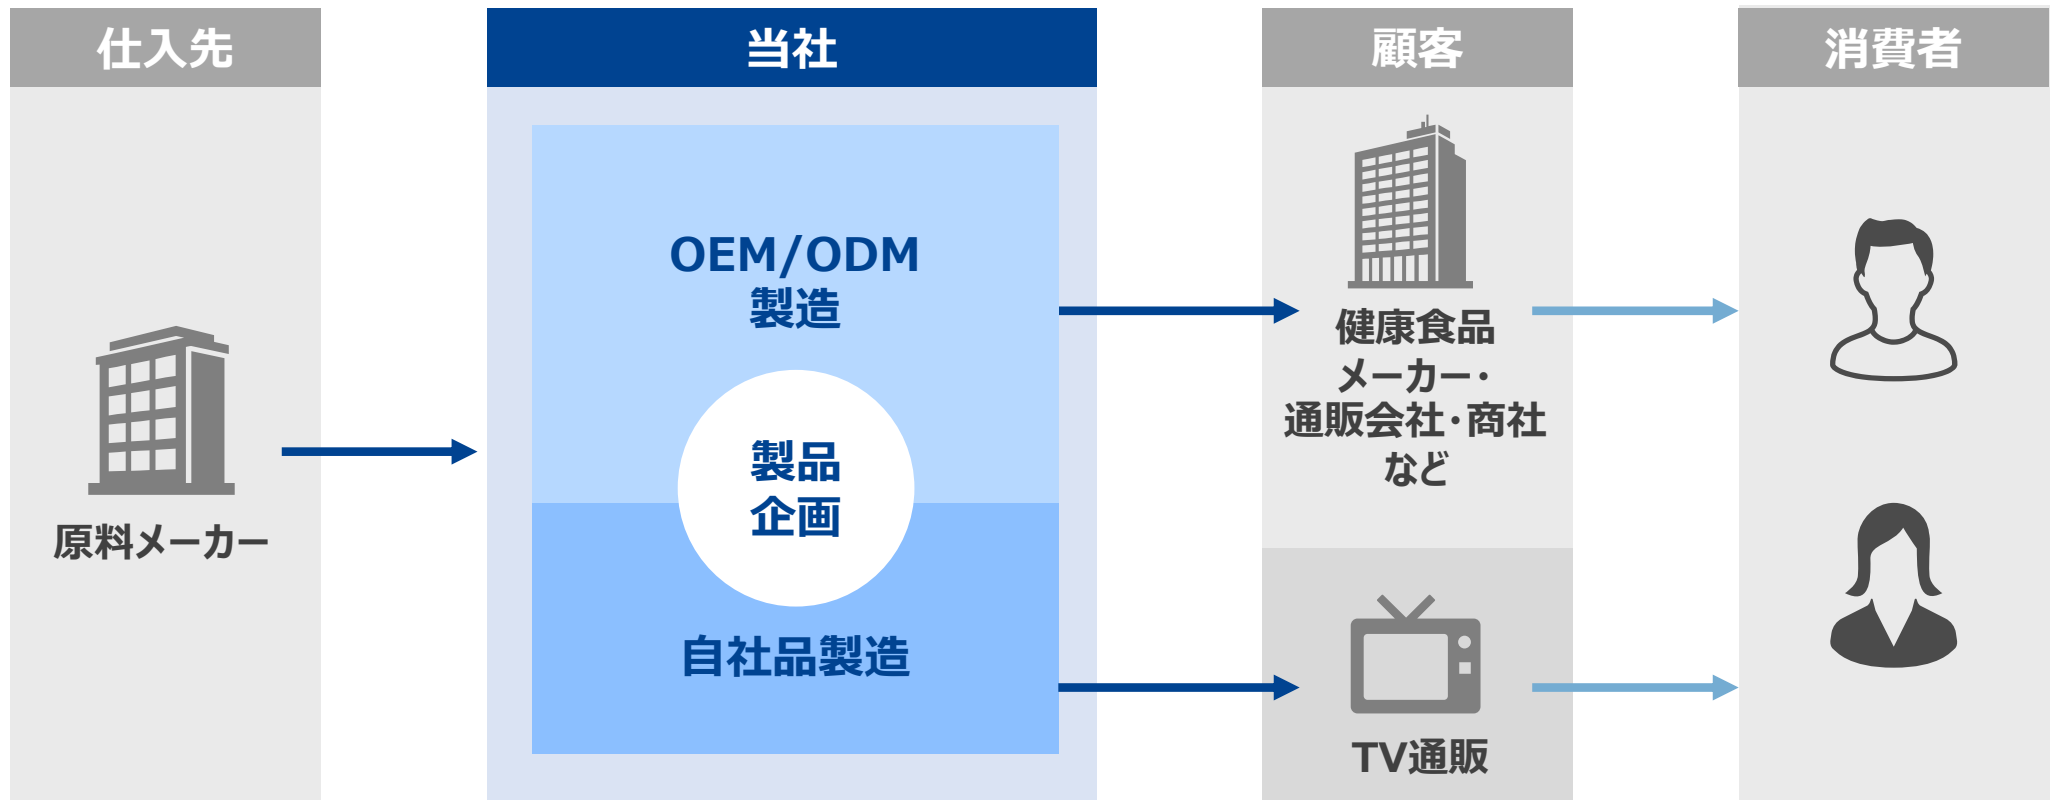 仕入先
当社
顧客
消費者
原料メーカー
OEM/ODM
製造
製品
企画
自社品製造
健康食品
メーカー・
通販会社・商社
など
TV通販